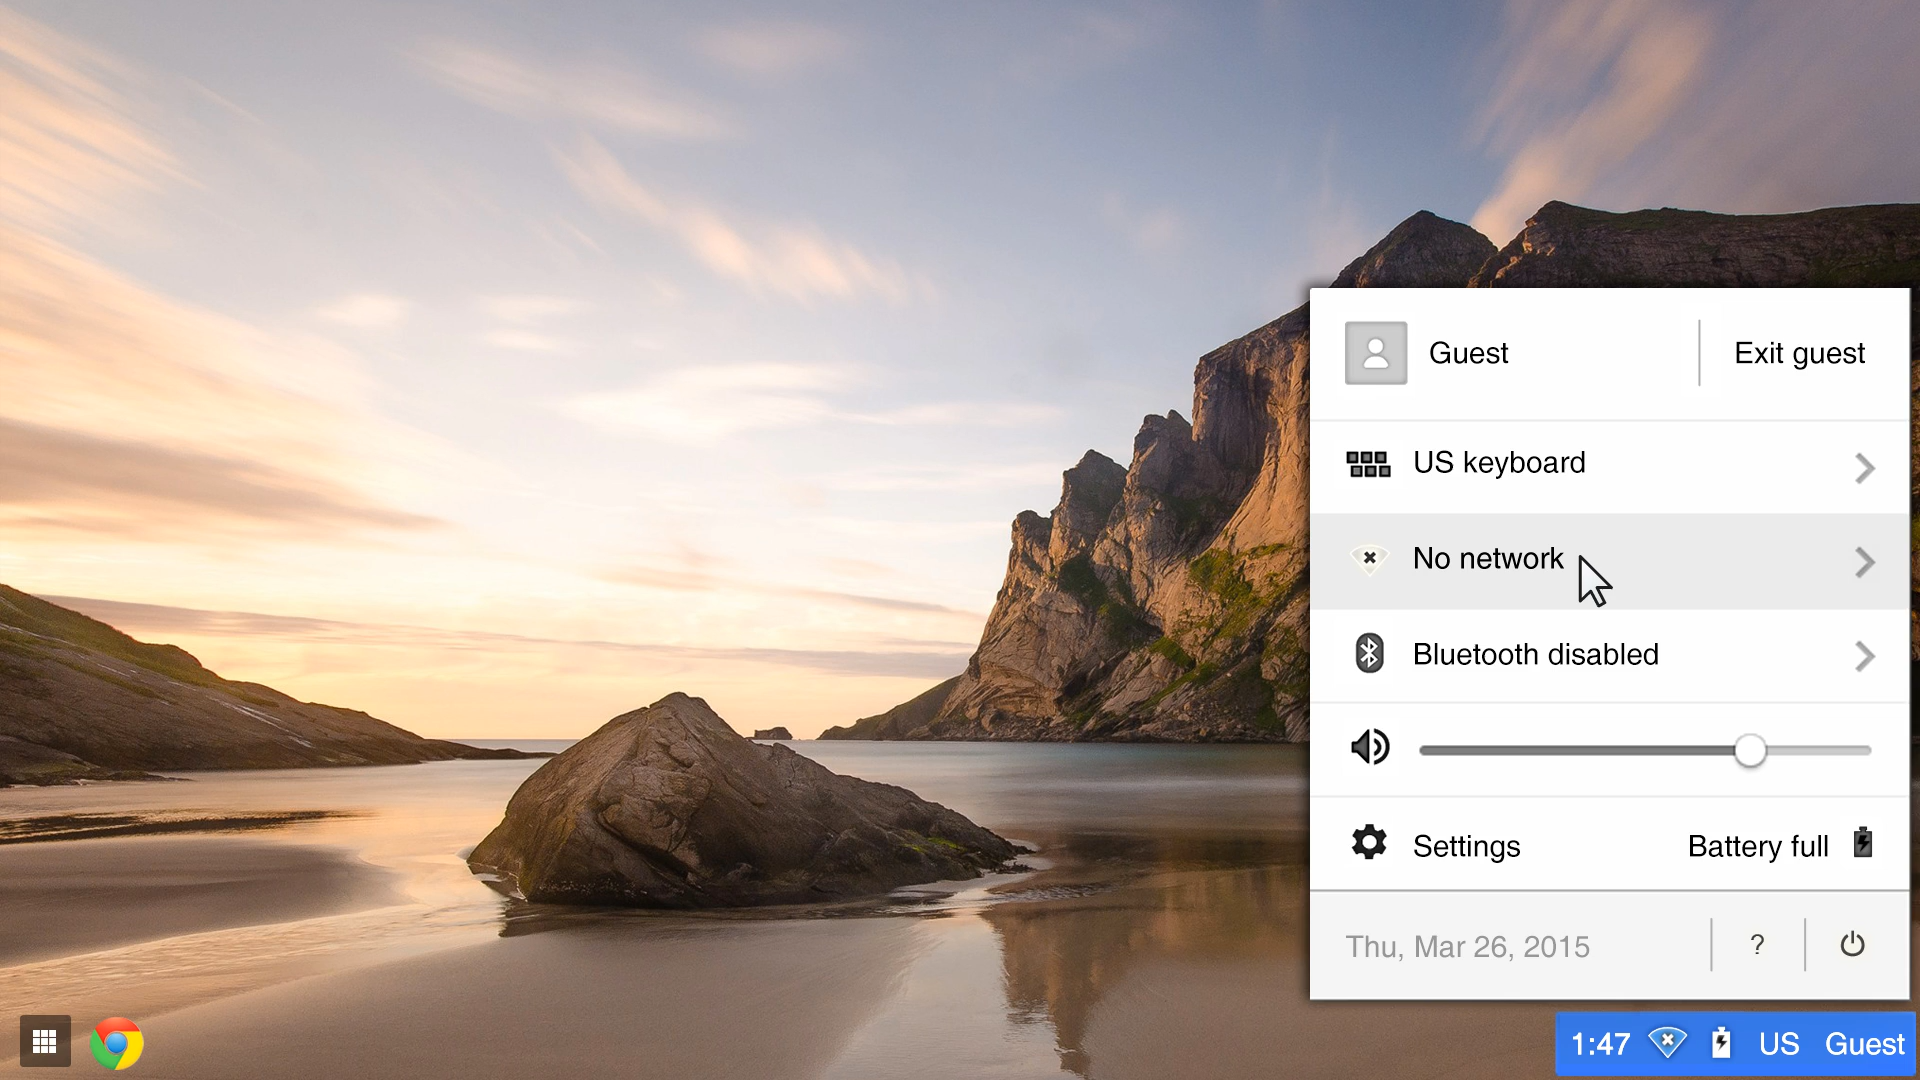 Guest
Exit guest
US keyboard
No network
Bluetooth disabled
Settings
Battery full
Thu, Mar 26, 2015
?
1:47
US
Guest